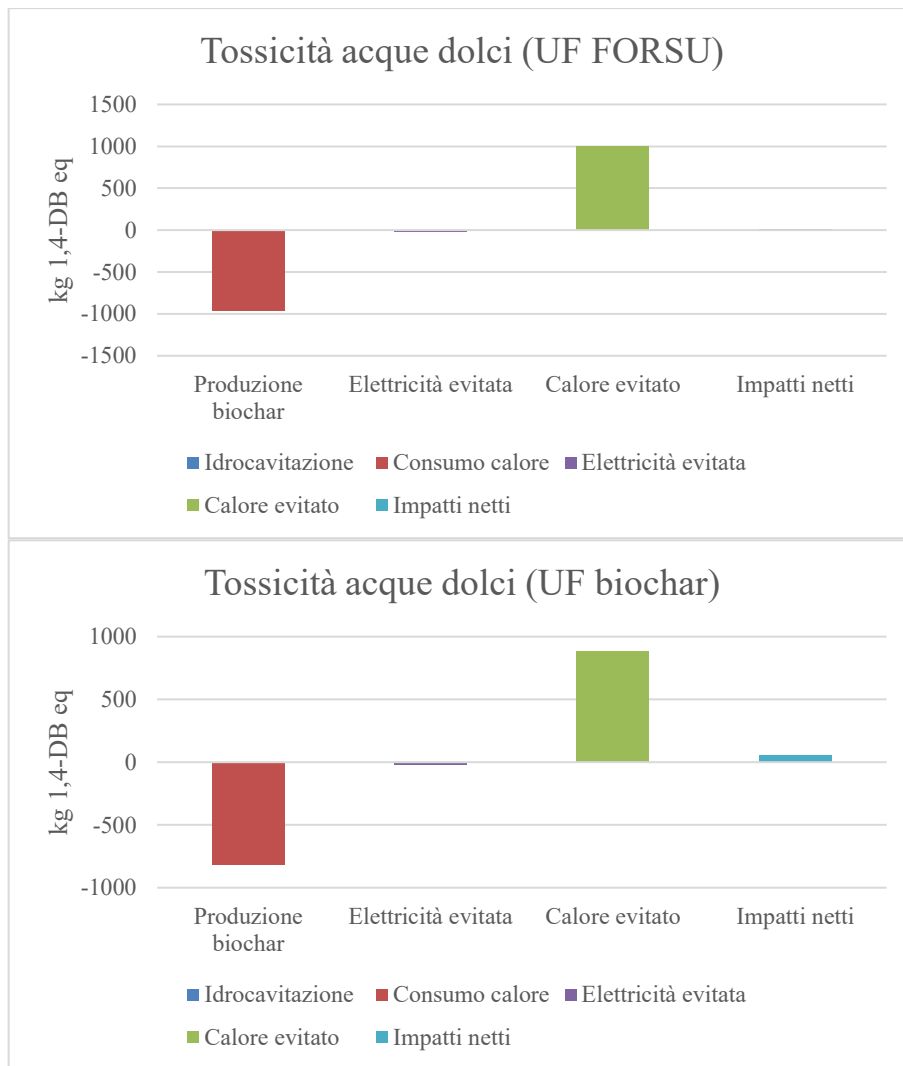 Tossicità acque dolci (UF FORSU)
kg 1,4-DB eq
1500
1000
500
0
-500
-1000
-1500
Produzione
biochar
Elettricità evitata
Calore evitato
Impatti netti
Idrocavitazione
Consumo calore
Elettricità evitata
Calore evitato
Impatti netti
Tossicità acque dolci (UF biochar)
kg 1,4-DB eq
1000
500
0
-500
-1000
Produzione
biochar
Elettricità evitata
Calore evitato
Impatti netti
Idrocavitazione
Consumo calore
Elettricità evitata
Calore evitato
Impatti netti